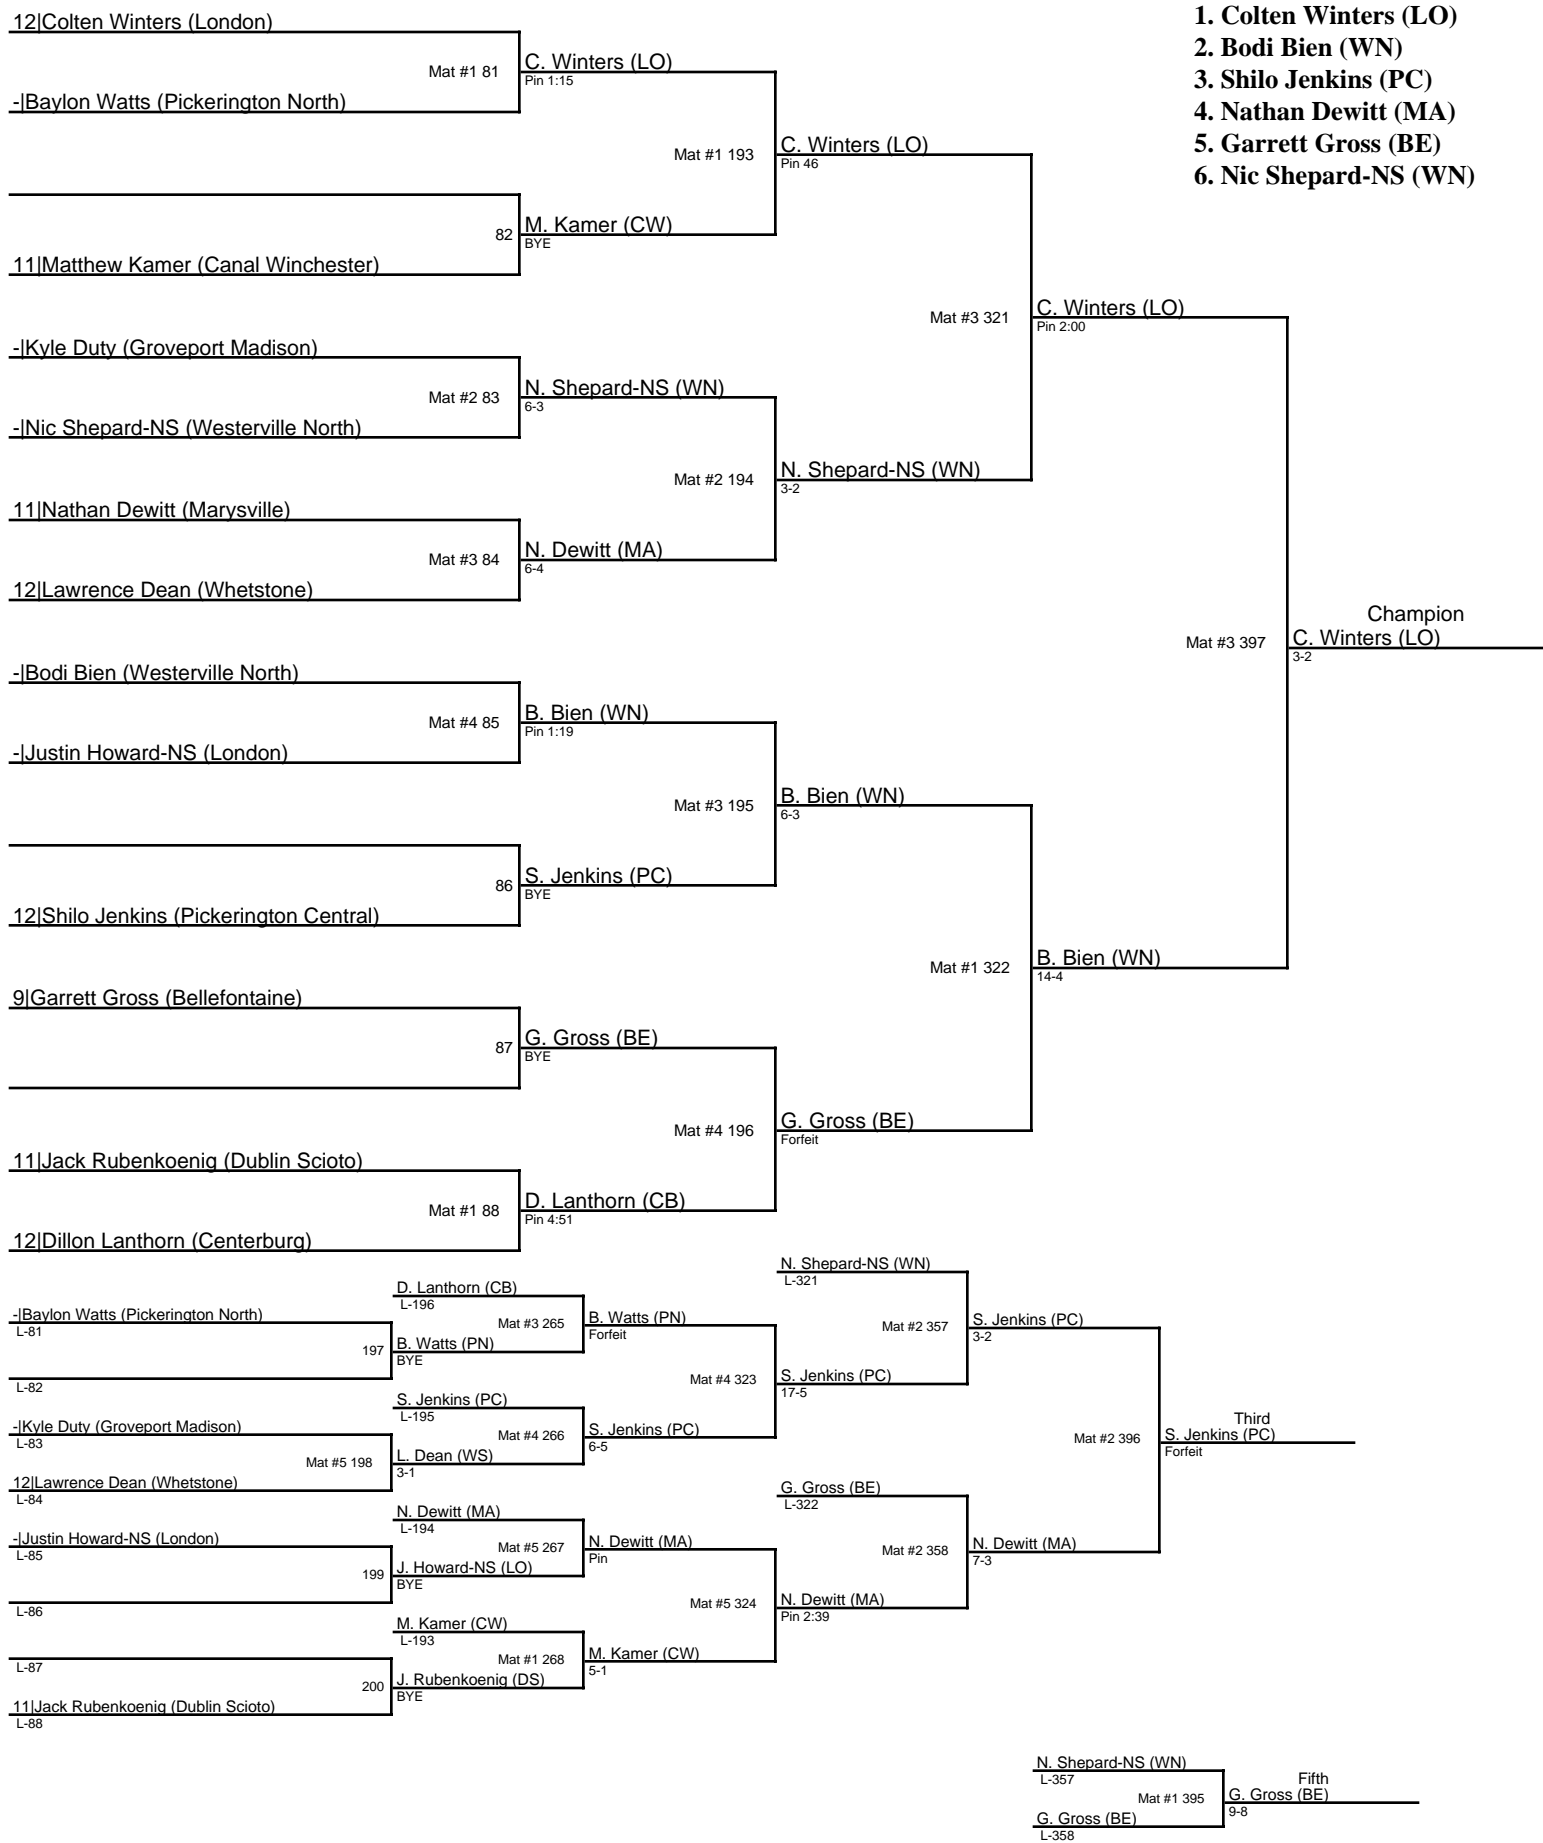 1. Colten Winters (LO)
2. Bodi Bien (WN)
3. Shilo Jenkins (PC)
4. Nathan Dewitt (MA)
5. Garrett Gross (BE)
6. Nic Shepard-NS (WN)
12|Colten Winters (London)
Mat #1 81
-|Baylon Watts (Pickerington North)
C. Winters (LO)
Pin 1:15
82
11|Matthew Kamer (Canal Winchester)
M. Kamer (CW)
BYE
Mat #1 193
C. Winters (LO)
Pin 46
-|Kyle Duty (Groveport Madison)
Mat #2 83
-|Nic Shepard-NS (Westerville North)
N. Shepard-NS (WN)
6-3
11|Nathan Dewitt (Marysville)
Mat #3 84
12|Lawrence Dean (Whetstone)
N. Dewitt (MA)
6-4
Mat #2 194
N. Shepard-NS (WN)
3-2
Mat #3 321
C. Winters (LO)
Pin 2:00
-|Bodi Bien (Westerville North)
Mat #4 85
-|Justin Howard-NS (London)
B. Bien (WN)
Pin 1:19
86
12|Shilo Jenkins (Pickerington Central)
S. Jenkins (PC)
BYE
Mat #3 195
B. Bien (WN)
6-3
9|Garrett Gross (Bellefontaine)
87
G. Gross (BE)
BYE
11|Jack Rubenkoenig (Dublin Scioto)
Mat #1 88
12|Dillon Lanthorn (Centerburg)
D. Lanthorn (CB)
Pin 4:51
Mat #4 196
G. Gross (BE)
Forfeit
Mat #1 322
B. Bien (WN)
14-4
Mat #3 397
Champion
C. Winters (LO)
3-2
-|Baylon Watts (Pickerington North)
L-81
197
L-82
D. Lanthorn (CB)
L-196
Mat #3 265
B. Watts (PN)
BYE
B. Watts (PN)
Forfeit
-|Kyle Duty (Groveport Madison)
L-83
Mat #5 198
12|Lawrence Dean (Whetstone)
L-84
S. Jenkins (PC)
L-195
Mat #4 266
L. Dean (WS)
3-1
S. Jenkins (PC)
6-5
Mat #4 323
S. Jenkins (PC)
17-5
N. Shepard-NS (WN)
L-321
Mat #2 357
S. Jenkins (PC)
3-2
-|Justin Howard-NS (London)
L-85
199
L-86
N. Dewitt (MA)
L-194
Mat #5 267
J. Howard-NS (LO)
BYE
N. Dewitt (MA)
Pin
L-87
200
11|Jack Rubenkoenig (Dublin Scioto)
L-88
M. Kamer (CW)
L-193
Mat #1 268
J. Rubenkoenig (DS)
BYE
M. Kamer (CW)
5-1
Mat #5 324
N. Dewitt (MA)
Pin 2:39
G. Gross (BE)
L-322
Mat #2 358
N. Dewitt (MA)
7-3
Mat #2 396
Third
S. Jenkins (PC)
Forfeit
N. Shepard-NS (WN)
L-357
Mat #1 395
G. Gross (BE)
L-358
Fifth
G. Gross (BE)
9-8